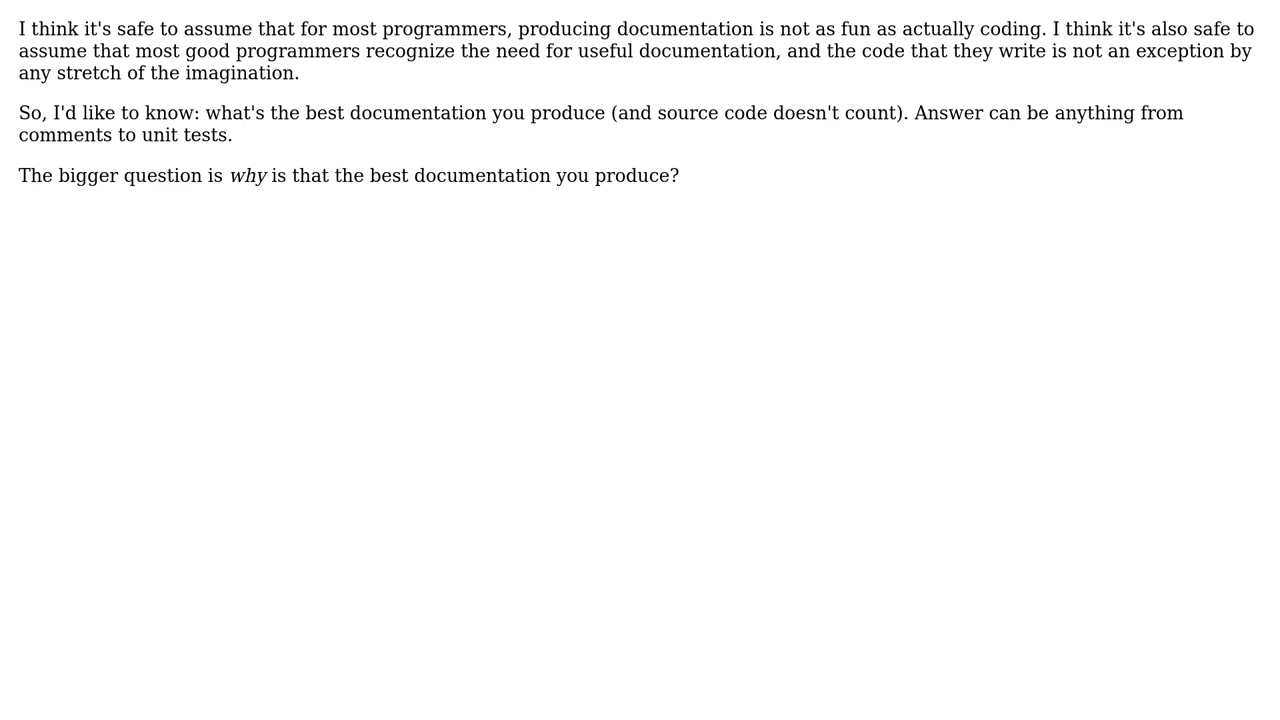 I think it's safe to assume that for most programmers, producing documentation is not as fun as actually coding. I think it's also safe to
assume that most good programmers recognize the need for useful documentation, and the code that they write is not an exception by
any stretch of the imagination.
So, I'd like to know: what's the best documentation you produce (and source code doesn't count). Answer can be anything from
comments to unit tests.
The bigger question is why is that the best documentation you produce?